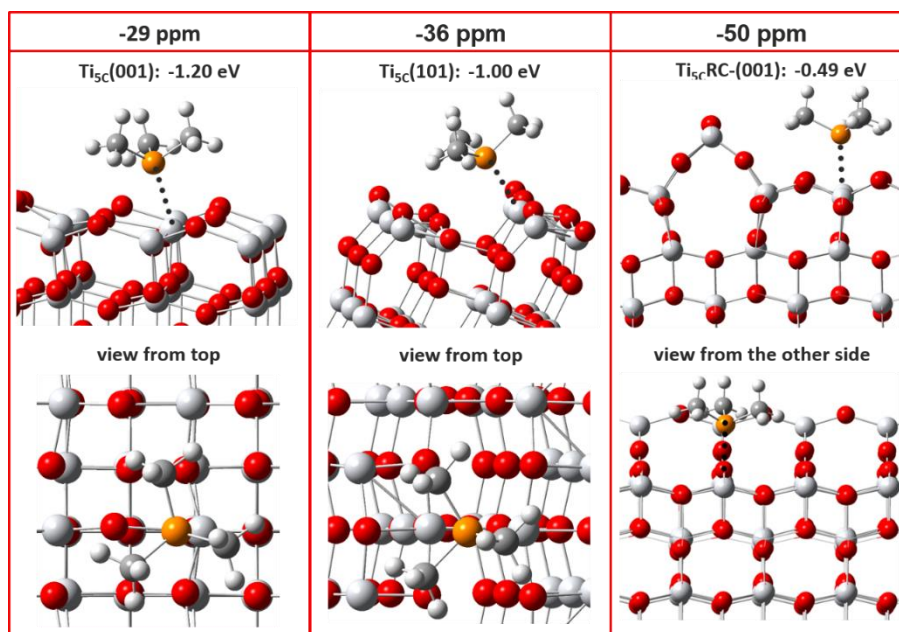 -29 ppm
-36 ppm
-50 ppm
Ti5C(001): -1.20 eV
Ti5C(101): -1.00 eV
Ti5CRC-(001): -0.49 eV
view from top
view from top
view from the other side